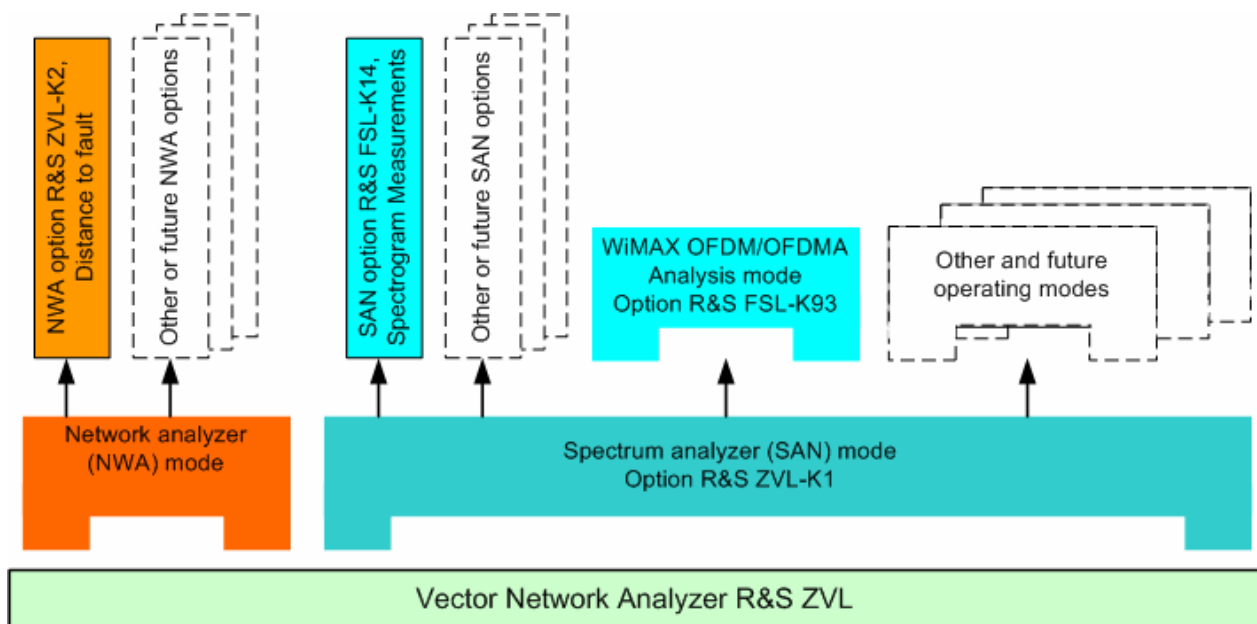 NWA option R&S ZVL-K2,
Distance to fault
Other or future NWA options
SAN option R&S FSL-K14,
Spectrogram Measurements
Other or future SAN options
WiMAX OFDM/OFDMA
Analysis mode
Option R&S FSL-K93
Other and future
operating modes
Network analyzer
(NWA) mode
Spectrum analyzer (SAN) mode
Option R&S ZVL-K1
Vector Network Analyzer R&S ZVL